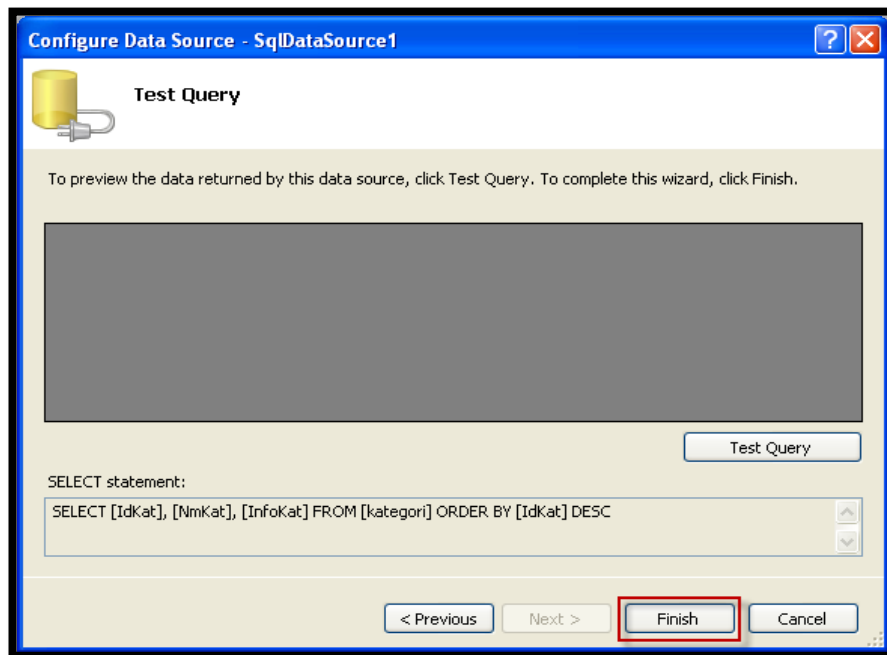 Configure Data Source - SqlDataSource1
Test Query
To preview the data returned by this data source, click Test Query. To complete this wizard, click Finish.
Test Query
SELECT statement:
SELECT [IdKat], [NmKat], [InfoKat] FROM [kategori] ORDER BY [IdKat] DESC
< Previous
Next >
Finish
Cancel